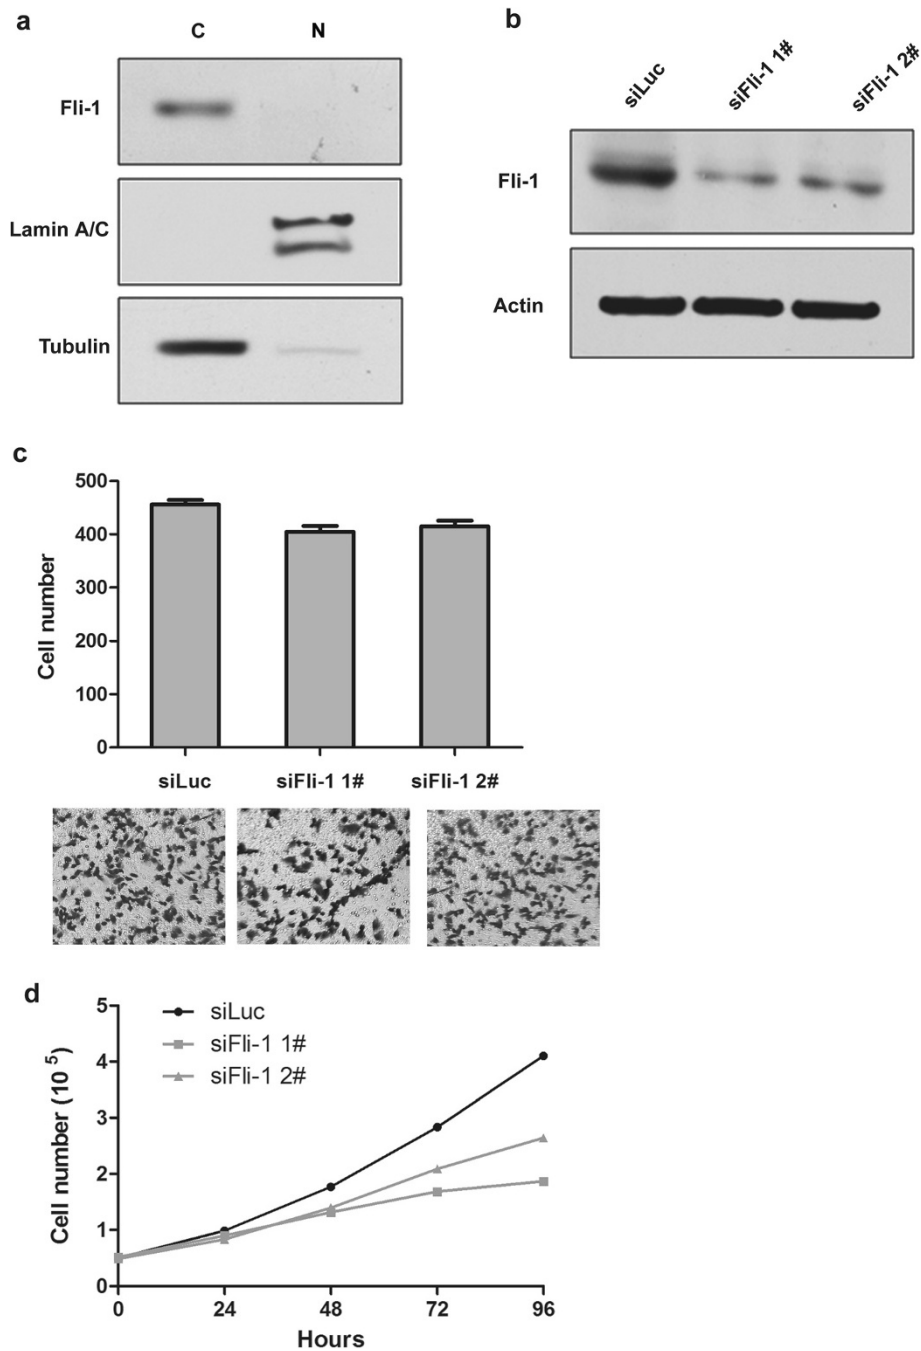 a
C N
Fli-1
Lamin A/C
Tubulin
b
siLuc siFli-1 1# siFli-1 2#
Fli-1
Actin
c
500
400
300
200
100
0
Cell number
siLuc siFli-1 1# siFli-1 2#
d
5
4
3
2
1
0
Cell number (10 5)
siLuc
siFli-1 1#
siFli-1 2#
0 24 48 72 96
Hours